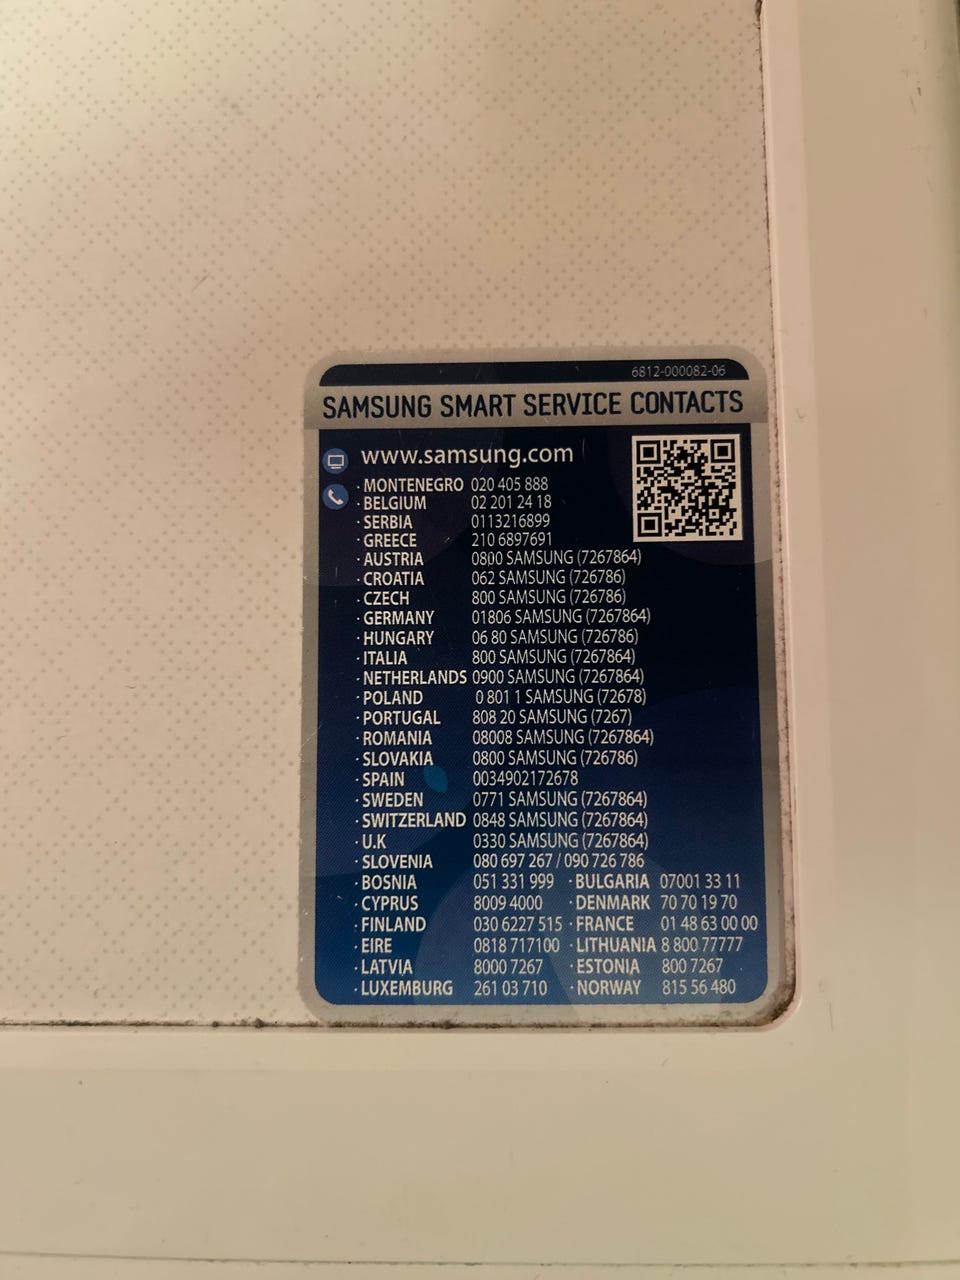 6812-000082-06
SAMSUNG SMART SERVICE CONTACTS
www.samsung.com
· MONTENEGRO 020 405 888
· BELGIUM 02 201 24 18
· SERBIA 0113216899
· GREECE 210 6897691
· AUSTRIA 0800 SAMSUNG (7267864)
· CROATIA 062 SAMSUNG (726786)
· CZECH 800 SAMSUNG (726786)
· GERMANY 01806 SAMSUNG (7267864)
· HUNGARY 06 80 SAMSUNG (726786)
· ITALIA 800 SAMSUNG (7267864)
· NETHERLANDS 0900 SAMSUNG (7267864)
· POLAND 0 801 1 SAMSUNG (72678)
· PORTUGAL 808 20 SAMSUNG (7267)
· ROMANIA 08008 SAMSUNG (7267864)
· SLOVAKIA 0800 SAMSUNG (726786)
· SPAIN 0034902172678
· SWEDEN 0771 SAMSUNG (7267864)
· SWITZERLAND 0848 SAMSUNG (7267864)
· U.K 0330 SAMSUNG (7267864)
· SLOVENIA 080 697 267 / 090 726 786
· BOSNIA 051 331 999 · BULGARIA 07001 33 11
· CYPRUS 8009 4000 · DENMARK 70 70 19 70
· FINLAND 030 6227 515 · FRANCE 01 48 63 00 00
· EIRE 0818 717100 · LITHUANIA 8 800 77777
· LATVIA 8000 7267 · ESTONIA 800 7267
· LUXEMBURG 261 03 710 · NORWAY 815 56 480